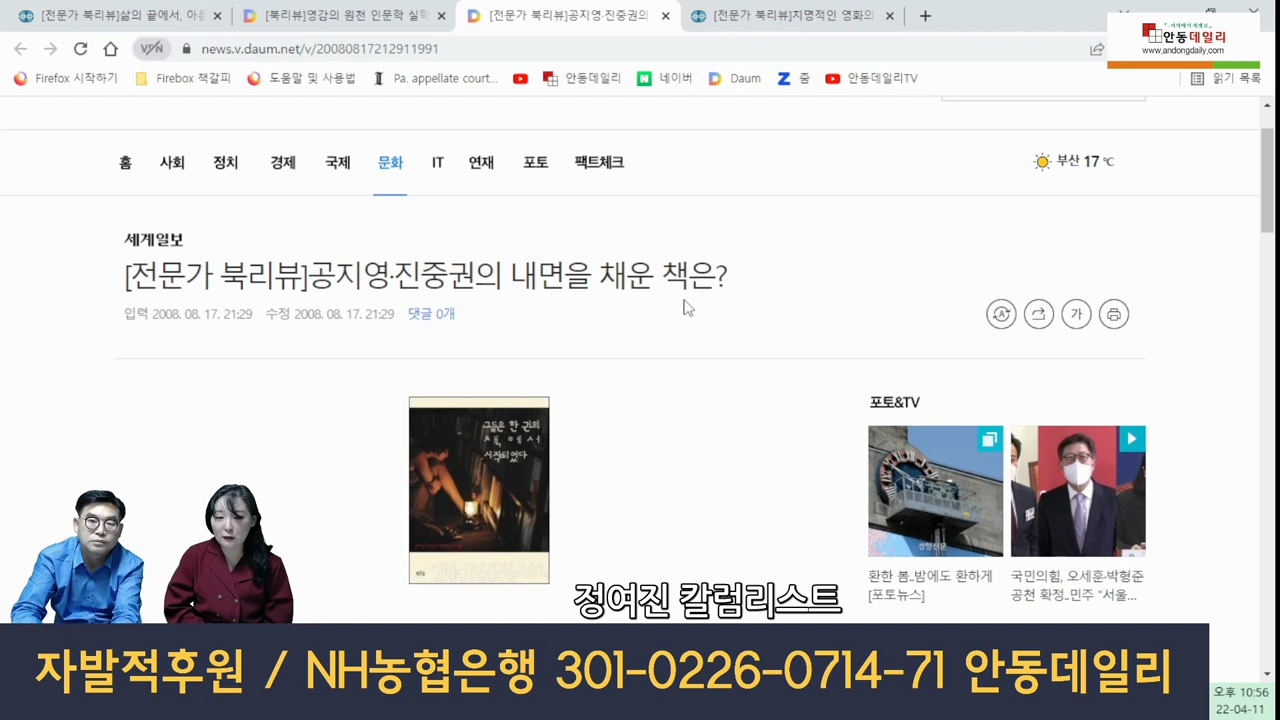 [전문가 북리뷰]삶의 끝에서, 아름
[북리뷰]영감의 원천 인문학 실학
[전문가 북리뷰]공지영·진중권의
[전문가 북리뷰]치명적인 영화의
news.v.daum.net/v/20080817212911991
안동데일리
www.andongdaily.com
Firefox 시작하기
Firebox 책갈피
도움말 및 사용법
Pa. appellate court...
안동데일리
네이버
Daum
줌
안동데일리TV
읽기 목록
홈 사회 정치 경제 국제 문화 IT 연재 포토 팩트체크
부산 17 ℃
세계일보
[전문가 북리뷰]공지영·진중권의 내면을 채운 책은?
입력 2008. 08. 17. 21:29 수정 2008. 08. 17. 21:29 댓글 0개
가
포토&TV
그들은 한 권의
책에서
시작되었다
경향신문
환한 봄..밤에도 환하게
[포토뉴스]
국민의힘, 오세훈·박형준
공천 확정..민주 "서울...
정여진 칼럼리스트
자발적후원 / NH농협은행 301-0226-0714-71 안동데일리
오후 10:56
22-04-11